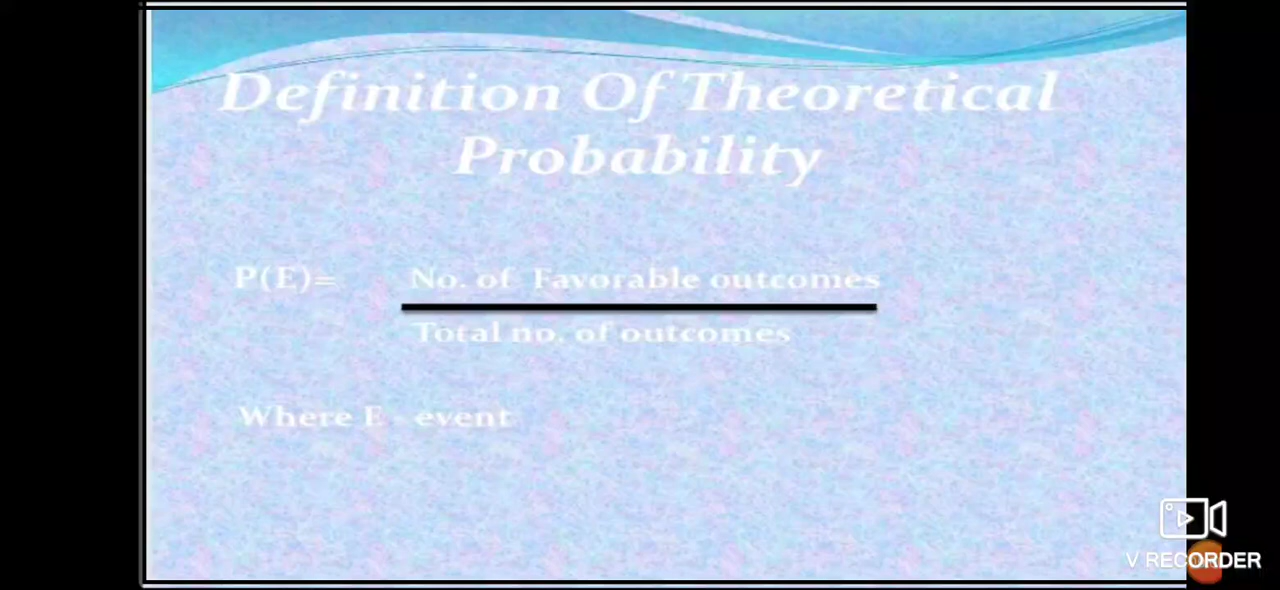 Definition Of Theoretical
Probability
P(E)= No. of Favorable outcomes
Total no. of outcomes
Where E - event
V RECORDER